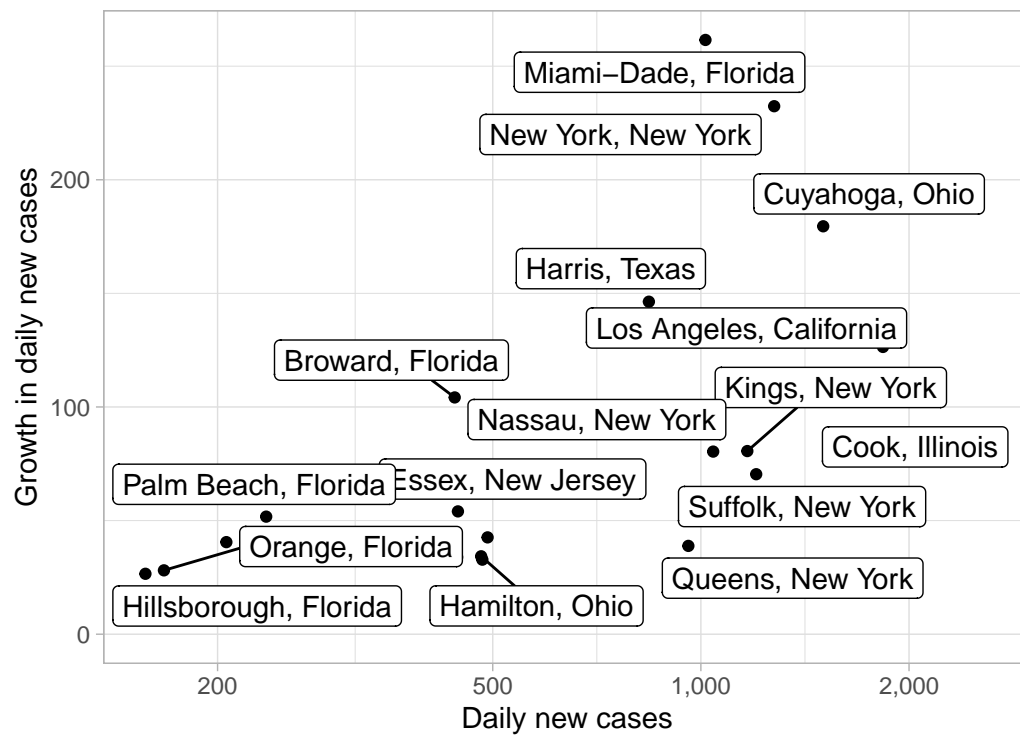 Miami−Dade, Florida
New York, New York
200
Cuyahoga, Ohio
Harris, Texas
Los Angeles, California
Broward, Florida
Kings, New York
100
Nassau, New York
Cook, Illinois
Essex, New Jersey
Palm Beach, Florida
Suffolk, New York
Orange, Florida
Queens, New York
Hillsborough, Florida
Hamilton, Ohio
0
200
500
1,000
2,000
Daily new cases
Growth in daily new cases